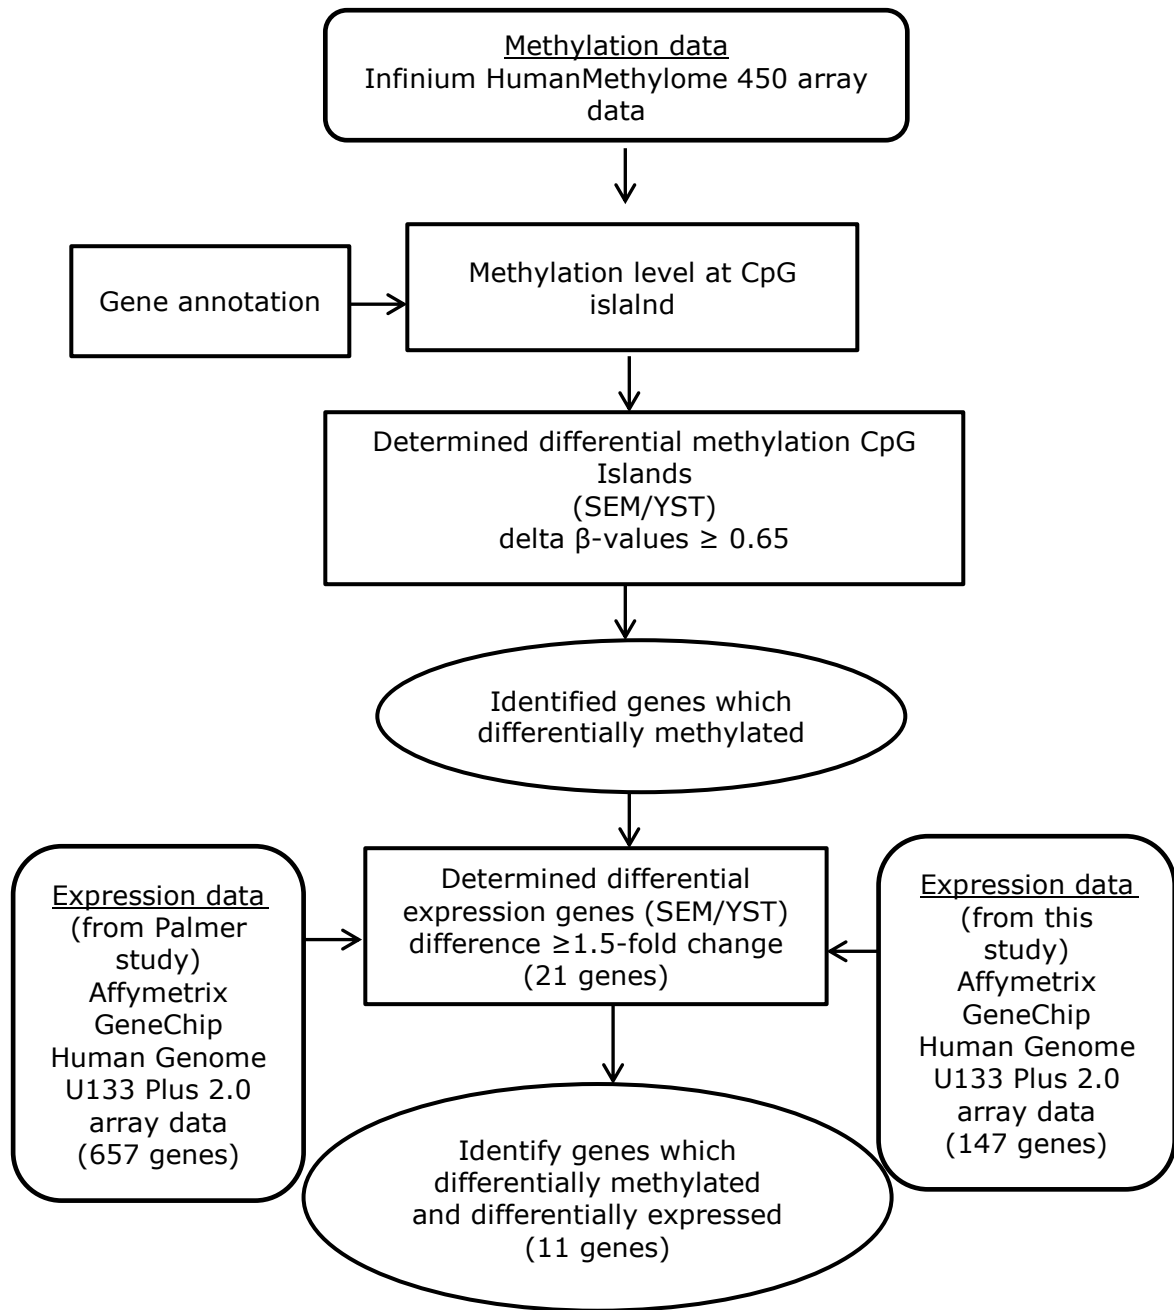 Methylation data
Infinium HumanMethylome 450 array
data
Gene annotation
Methylation level at CpG
islalnd
Determined differential methylation CpG
Islands
(SEM/YST)
delta β-values ≥ 0.65
Identified genes which
differentially methylated
Expression data
(from Palmer
study)
Affymetrix
GeneChip
Human Genome
U133 Plus 2.0
array data
(657 genes)
Determined differential
expression genes (SEM/YST)
difference ≥1.5-fold change
(21 genes)
Expression data
(from this
study)
Affymetrix
GeneChip
Human Genome
U133 Plus 2.0
array data
(147 genes)
Identify genes which
differentially methylated
and differentially expressed
(11 genes)